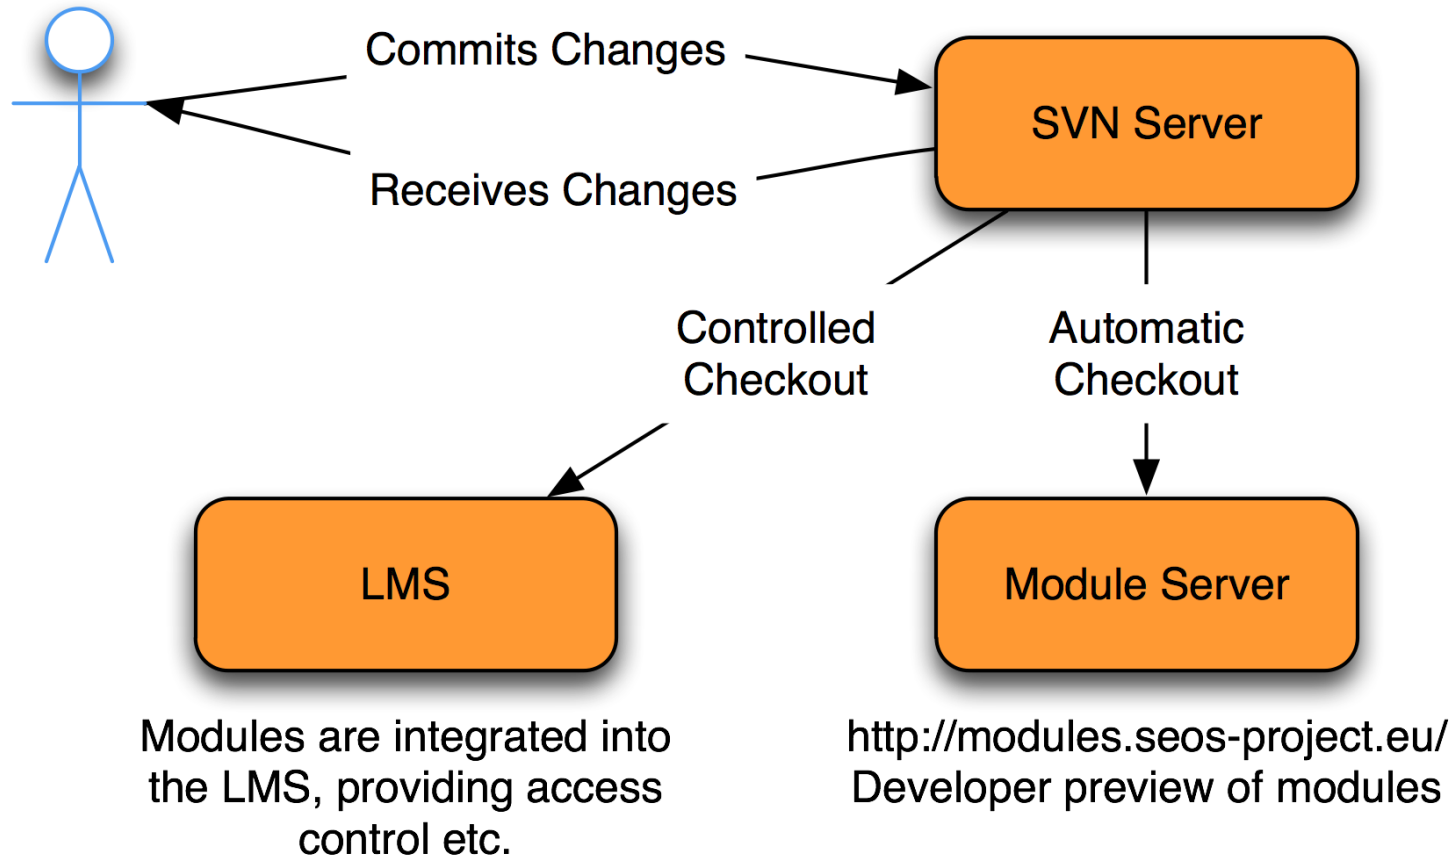 Commits Changes
SVN Server
Receives Changes
Controlled
Checkout
Automatic
Checkout
LMS
Module Server
Modules are integrated into
the LMS, providing access
control etc.
http://modules.seos-project.eu/
Developer preview of modules